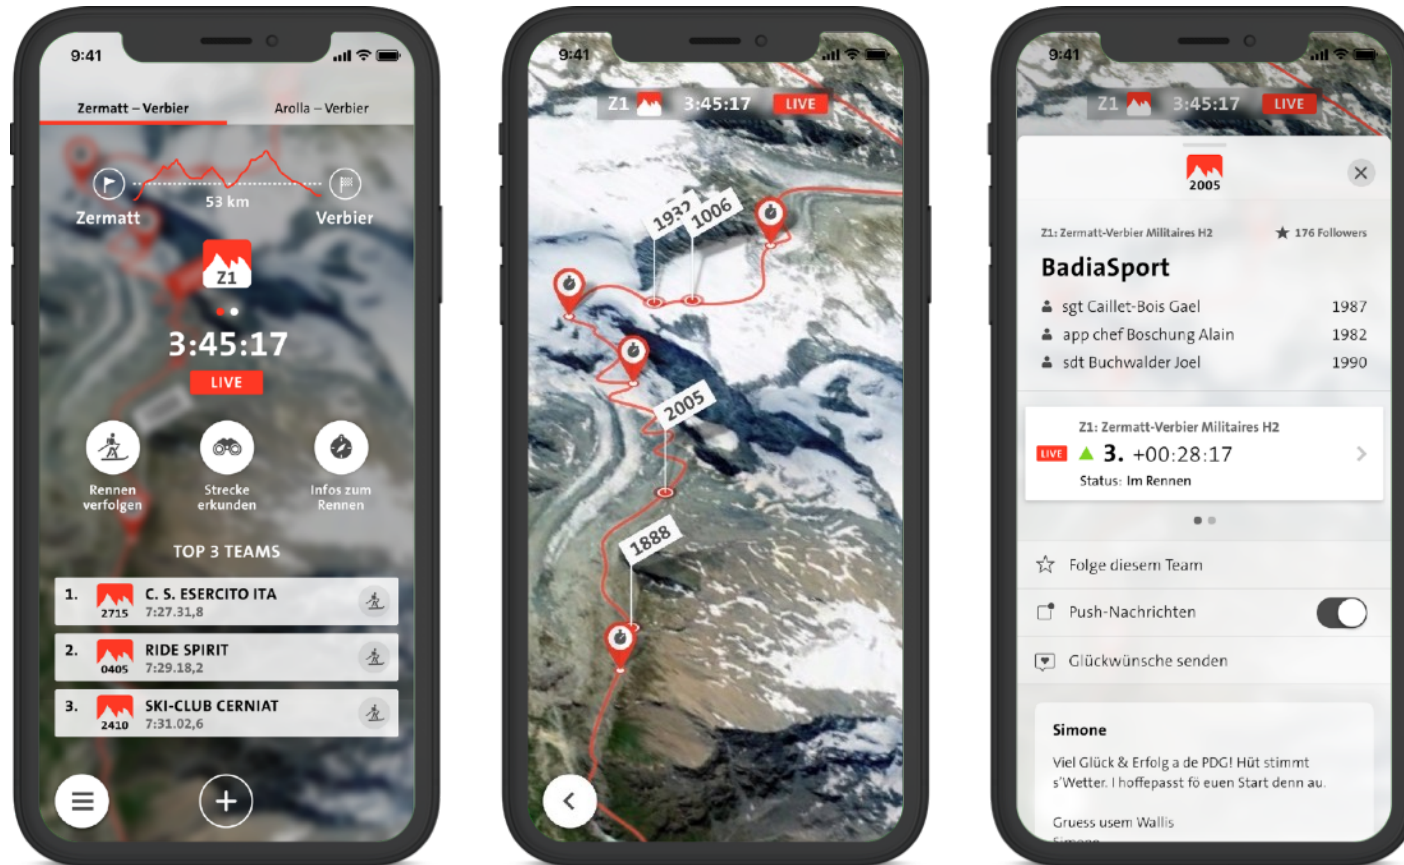 9:41
Zermatt – Verbier
Arolla – Verbier
53 km
Zermatt
Verbier
Z1
3:45:17
LIVE
Rennen
verfolgen
Strecke
erkunden
Infos zum
Rennen
TOP 3 TEAMS
1.
2715
C. S. ESERCITO ITA
7:27.31,8
2.
0405
RIDE SPIRIT
7:29.18,2
3.
2410
SKI-CLUB CERNIAT
7:31.02,6
9:41
Z1 3:45:17 LIVE
1932
1006
2005
1888
9:41
Z1 3:45:17 LIVE
2005
Z1: Zermatt-Verbier Militaires H2
176 Followers
BadiaSport
sgt Caillet-Bois Gael 1987
app chef Boschung Alain 1982
sdt Buchwalder Joel 1990
Z1: Zermatt-Verbier Militaires H2
LIVE 3. +00:28:17
Status: Im Rennen
Folge diesem Team
Push-Nachrichten
Glückwünsche senden
Simone
Viel Glück & Erfolg a de PDG! Hüt stimmt
s'Wetter. I hoffepasst fö euen Start denn au.
Gruess usem Wallis
Simone